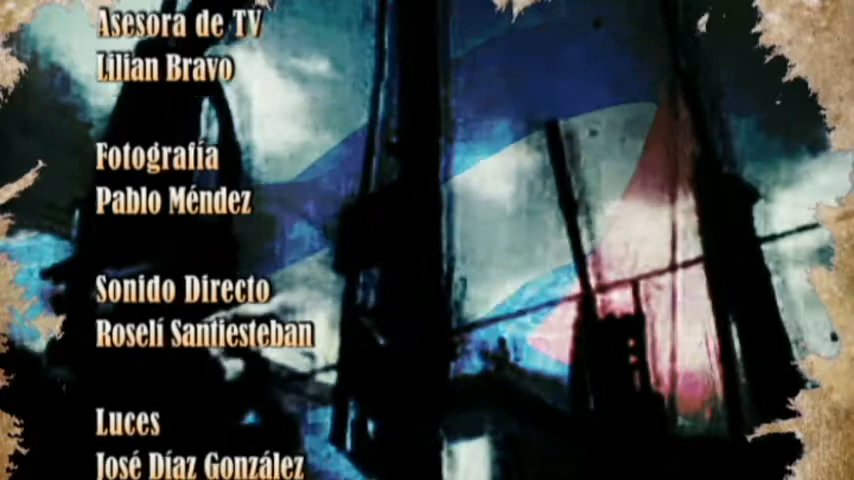 Asesora de TV
Lilian Bravo
Fotografía
Pablo Méndez
Sonido Directo
Roselí Santiesteban
Luces
José Díaz González